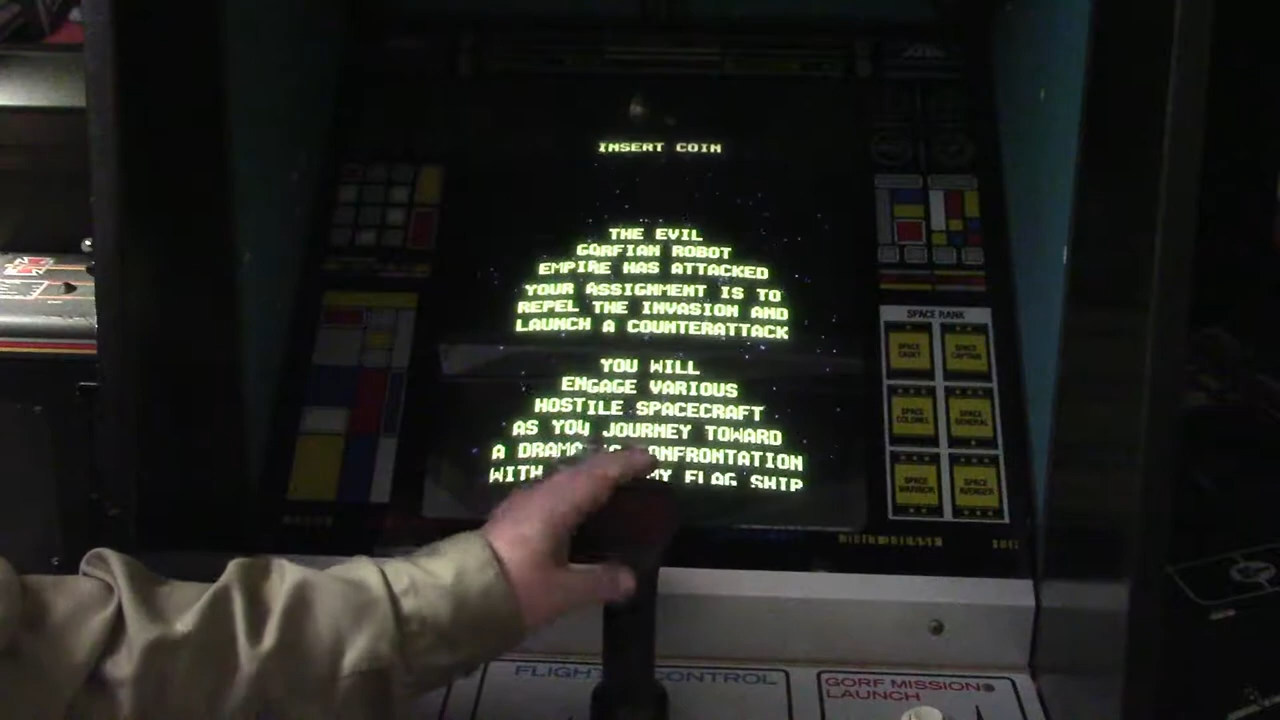 INSERT COIN
THE EVIL
GORFIAN ROBOT
EMPIRE HAS ATTACKED
YOUR ASSIGNMENT IS TO
REPEL THE INVASION AND
LAUNCH A COUNTERATTACK
YOU WILL
ENGAGE VARIOUS
HOSTILE SPACECRAFT
AS YOU JOURNEY TOWARD
A DRAMATIC CONFRONTATION
WITH MY FLAG SHIP
SPACE RANK
SPACE CADET
SPACE CAPTAIN
SPACE COLONEL
SPACE GENERAL
SPACE WARRIOR
SPACE AVENGER
FLIGHT CONTROL
GORF MISSION
LAUNCH